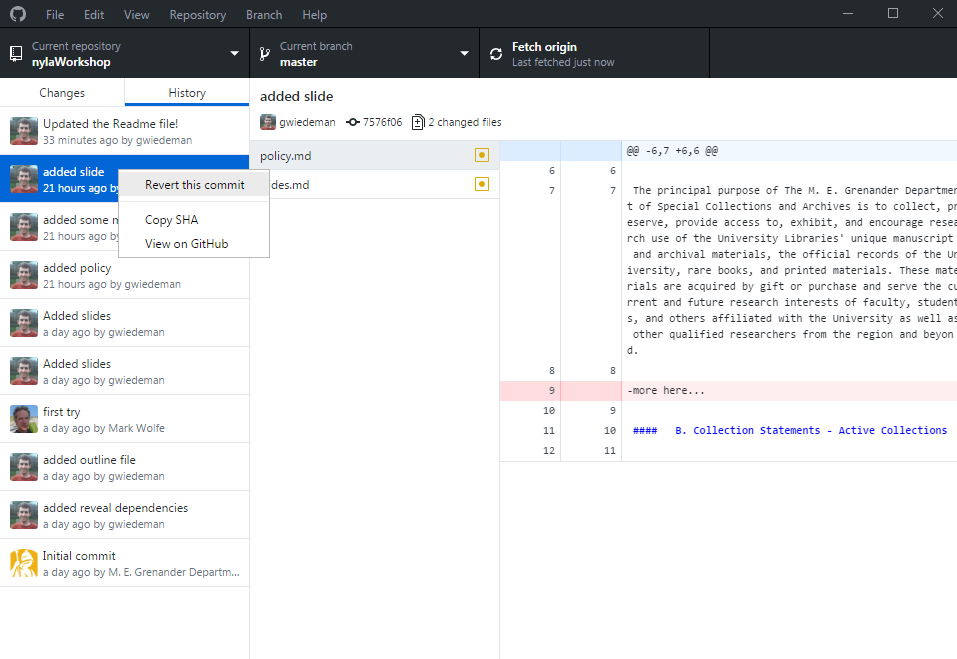 File Edit View Repository Branch Help
Current repository
nylaWorkshop
Current branch
master
Fetch origin
Last fetched just now
Changes
History
Updated the Readme file!
33 minutes ago by gwiedeman
added slide
21 hours ago by
added some
21 hours ago by
added policy
21 hours ago by gwiedeman
Added slides
a day ago by gwiedeman
Added slides
a day ago by gwiedeman
first try
a day ago by Mark Wolfe
added outline file
a day ago by gwiedeman
added reveal dependencies
a day ago by gwiedeman
Initial commit
a day ago by M. E. Grenander Departm...
Revert this commit
Copy SHA
View on GitHub
added slide
gwiedeman 7576f06 2 changed files
policy.md
des.md
@@ -6,7 +6,6 @@
6 6
7 7 The principal purpose of The M. E. Grenander Departmen
t of Special Collections and Archives is to collect, pr
eserve, provide access to, exhibit, and encourage resea
rch use of the University Libraries' unique manuscript
and archival materials, the official records of the Un
iversity, rare books, and printed materials. These mate
rials are acquired by gift or purchase and serve the cu
rrent and future research interests of faculty, student
s, and others affiliated with the University as well as
other qualified researchers from the region and beyon
d.
8 8
9 -more here...
10 9
11 10 #### B. Collection Statements - Active Collections
12 11